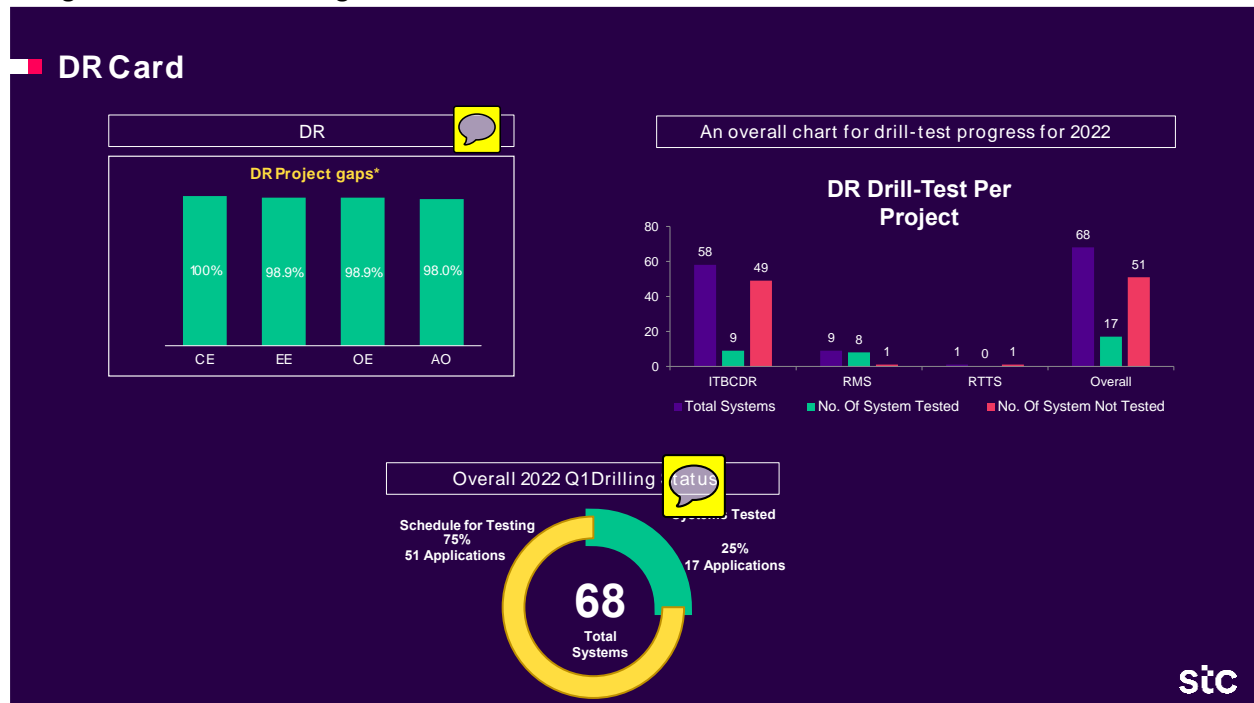 DR Card
DR
DR Project gaps*
100%
98.9%
98.9%
98.0%
CE
EE
OE
AO
An overall chart for drill-test progress for 2022
DR Drill-Test Per
Project
80
60
40
20
0
58
9
49
9
8
1
1
0
1
68
17
51
ITBCDR
RMS
RTTS
Overall
Total Systems
No. Of System Tested
No. Of System Not Tested
Overall 2022 Q1 Drilling tatus
Schedule for Testing
75%
51 Applications
Tested
25%
17 Applications
68
Total
Systems
stc